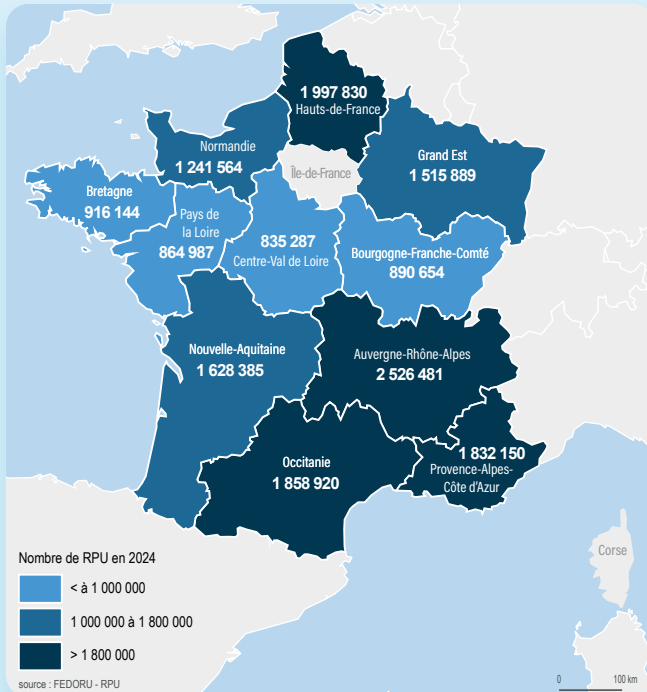 1 997 830
Hauts-de-France
Normandie
1 241 564
Île-de-France
Grand Est
1 515 889
Bretagne
916 144
Pays de
la Loire
864 987
835 287
Centre-Val de Loire
Bourgogne-Franche-Comté
890 654
Nouvelle-Aquitaine
1 628 385
Auvergne-Rhône-Alpes
2 526 481
Occitanie
1 858 920
1 832 150
Provence-Alpes-
Côte d'Azur
Corse
Nombre de RPU en 2024
< à 1 000 000
1 000 000 à 1 800 000
> 1 800 000
source : FEDORU - RPU
0 100 km